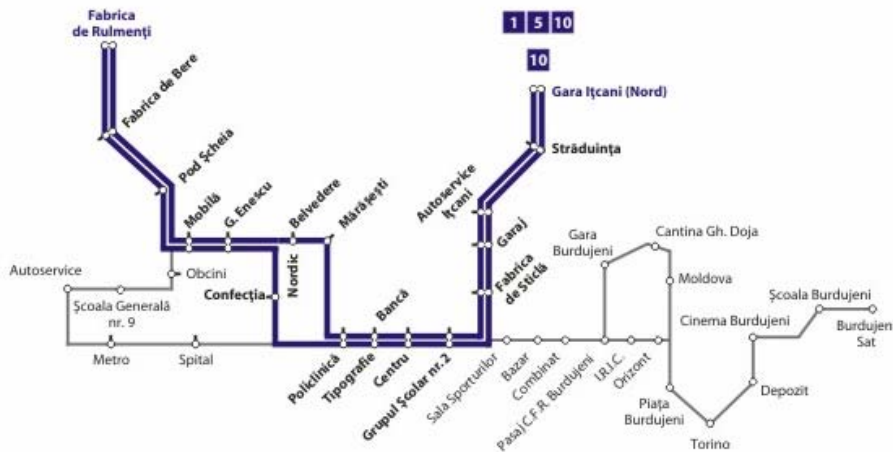 Fabrica
de Rulmenți
1 5 10
10
Gara Ițcani (Nord)
Fabrica de Bere
Străduința
Pod Șcheia
Mobilă
G. Enescu
Belvedere
Mărășești
Autoservice
Ițcani
Garaj
Gara
Burdujeni
Cantina Gh. Doja
Autoservice
Obcini
Nordic
Fabrica
de Sticlă
Moldova
Școala Generală
nr. 9
Confecția
Școala Burdujeni
Cinema Burdujeni
Burdujeni
Sat
Bancă
Metro
Spital
Policlinică
Tipografie
Centru
Grupul Școlar nr. 2
Sala Sporturilor
Bazar
Combinat
Pasaj C.F.R. Burdujeni
I.R.I.C.
Orizont
Piața
Burdujeni
Torino
Depozit